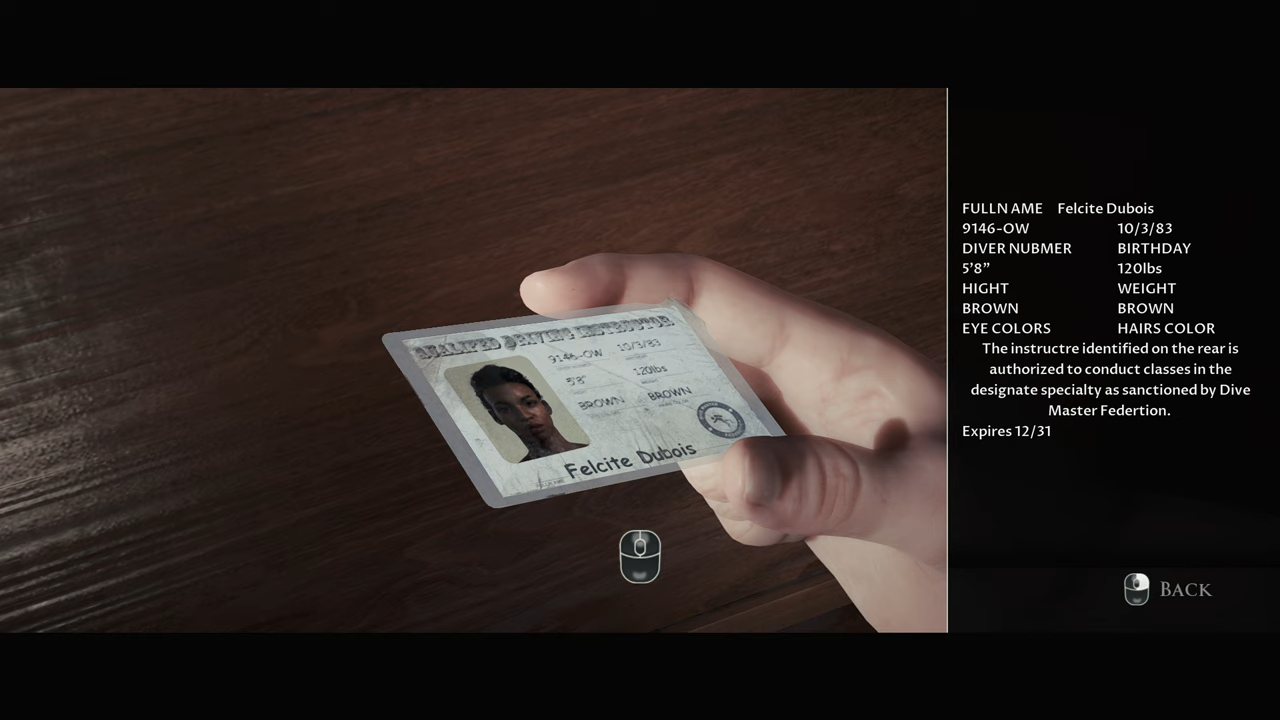 QUALIFED DRIVING INSTRUCTOR
9146-OW 10/3/83
5'8" 120lbs
BROWN BROWN
Felcite Dubois
FULLN AME Felcite Dubois
9146-OW 10/3/83
DIVER NUBMER BIRTHDAY
5'8" 120lbs
HIGHT WEIGHT
BROWN BROWN
EYE COLORS HAIRS COLOR
The instructre identified on the rear is
authorized to conduct classes in the
designate specialty as sanctioned by Dive
Master Federtion.
Expires 12/31
BACK